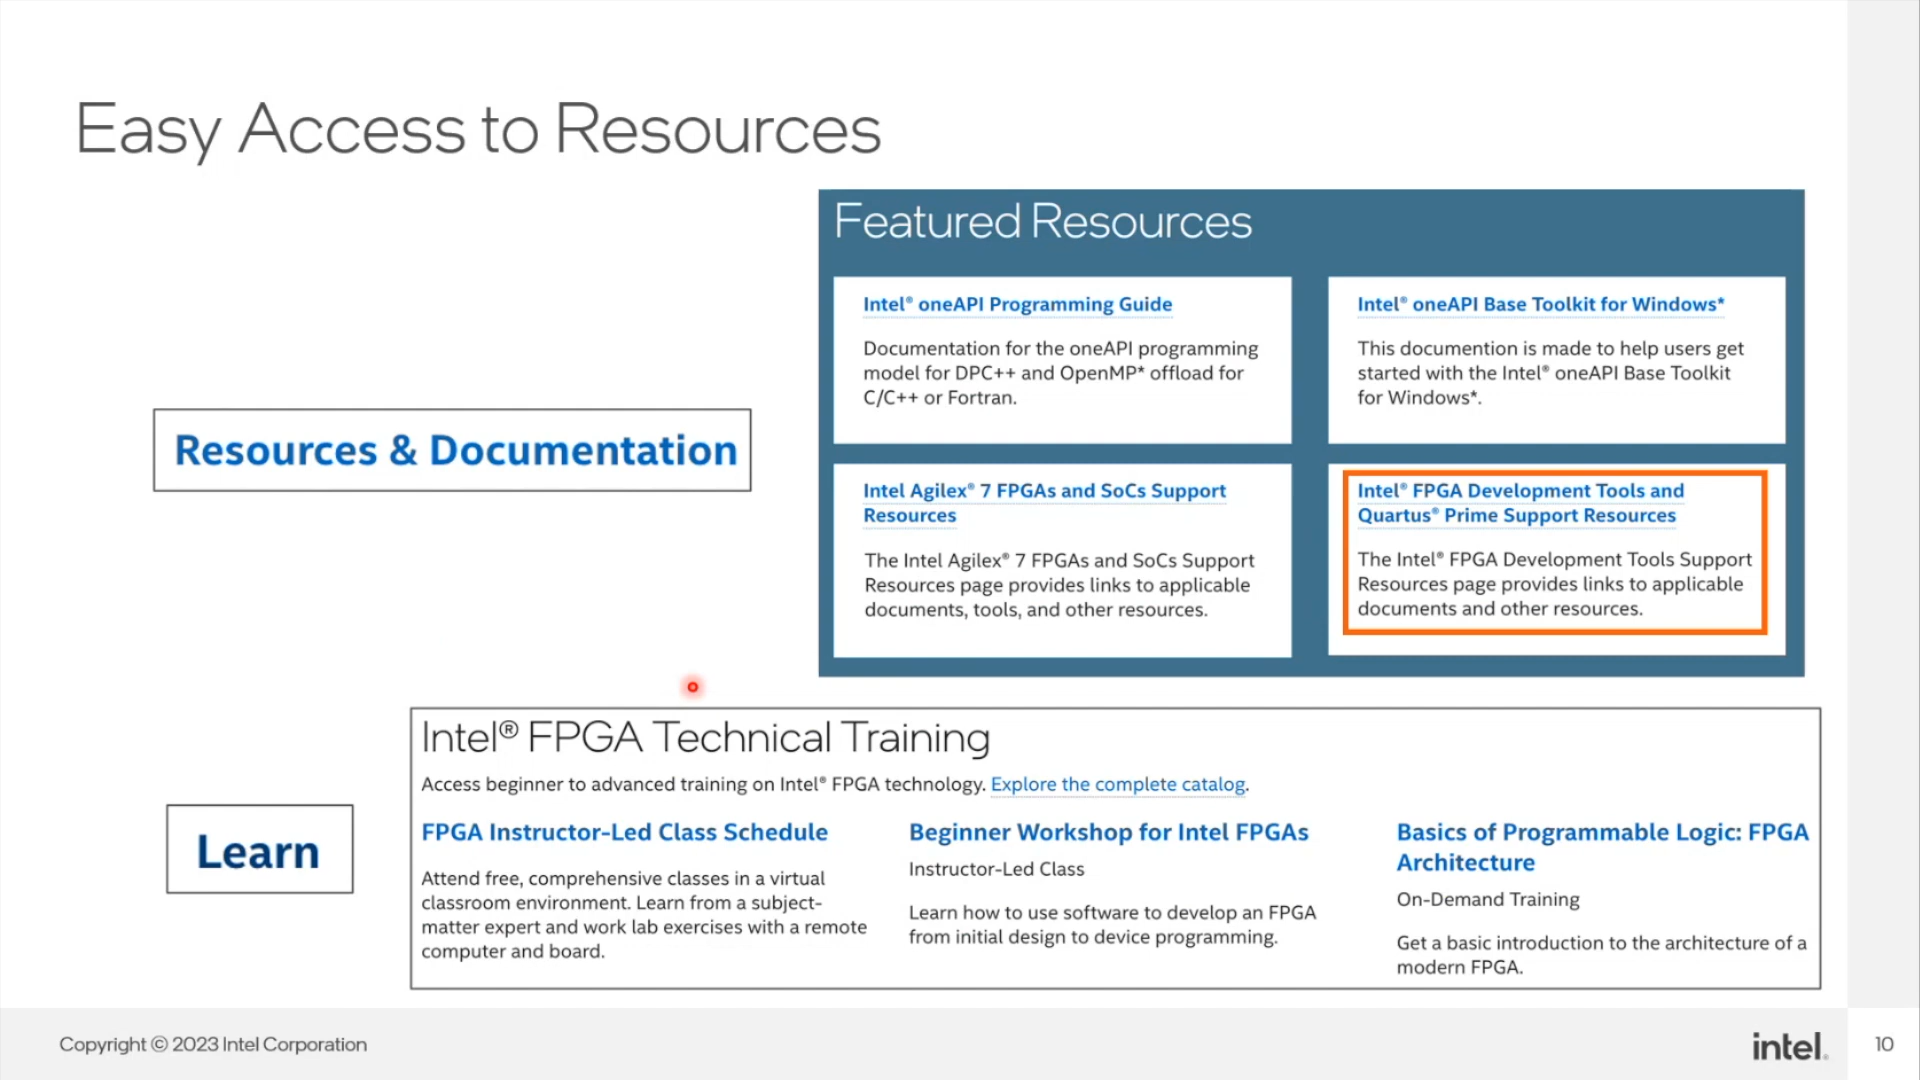 Easy Access to Resources
Featured Resources
Intel® oneAPI Programming Guide
Documentation for the oneAPI programming
model for DPC++ and OpenMP* offload for
C/C++ or Fortran.
Intel® oneAPI Base Toolkit for Windows*
This documention is made to help users get
started with the Intel® oneAPI Base Toolkit
for Windows*.
Resources & Documentation
Intel Agilex® 7 FPGAs and SoCs Support
Resources
The Intel Agilex® 7 FPGAs and SoCs Support
Resources page provides links to applicable
documents, tools, and other resources.
Intel® FPGA Development Tools and
Quartus® Prime Support Resources
The Intel® FPGA Development Tools Support
Resources page provides links to applicable
documents and other resources.
Learn
Intel® FPGA Technical Training
Access beginner to advanced training on Intel® FPGA technology. Explore the complete catalog.
FPGA Instructor-Led Class Schedule
Attend free, comprehensive classes in a virtual
classroom environment. Learn from a subject-
matter expert and work lab exercises with a remote
computer and board.
Beginner Workshop for Intel FPGAs
Instructor-Led Class
Learn how to use software to develop an FPGA
from initial design to device programming.
Basics of Programmable Logic: FPGA
Architecture
On-Demand Training
Get a basic introduction to the architecture of a
modern FPGA.
Copyright © 2023 Intel Corporation
intel.
10